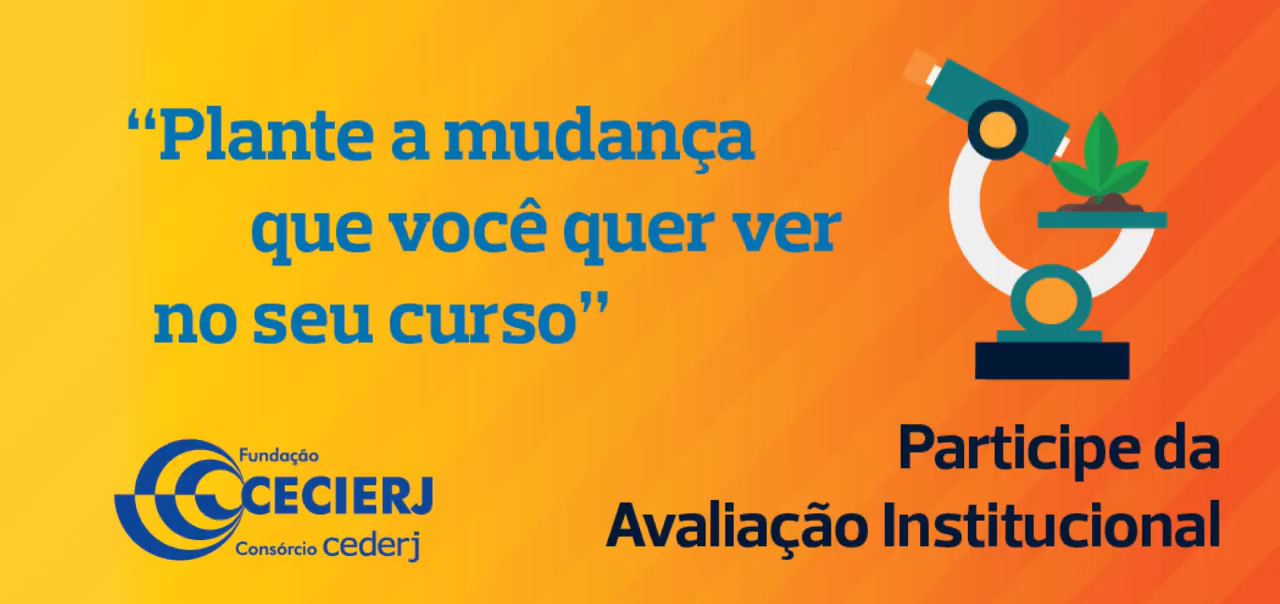 “Plante a mudança
que você quer ver
no seu curso”
Fundação
CECIERJ
Consórcio cederj
Participe da
Avaliação Institucional